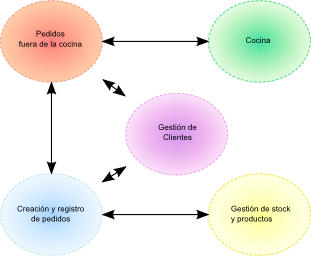 Pedidos
fuera de la cocina
Cocina
Gestión de
Clientes
Creación y registro
de pedidos
Gestión de stock
y productos